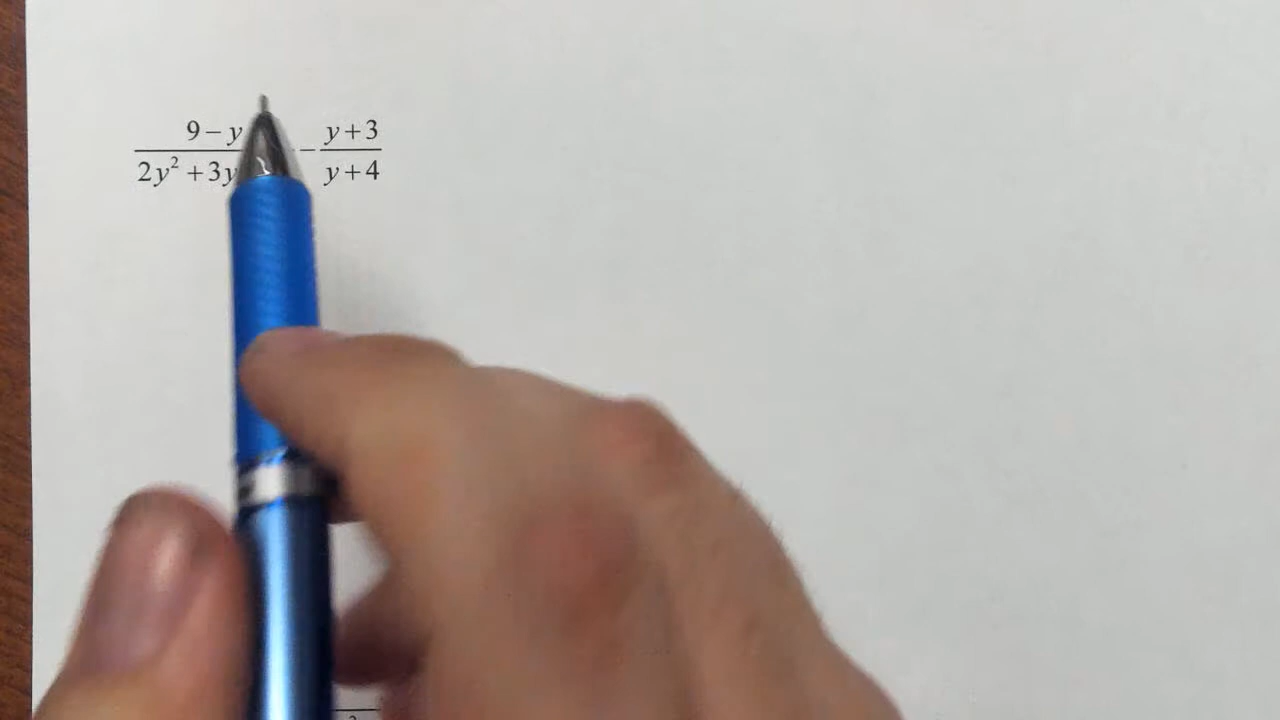 9 − y
2y² + 3y
− y + 3
y + 4